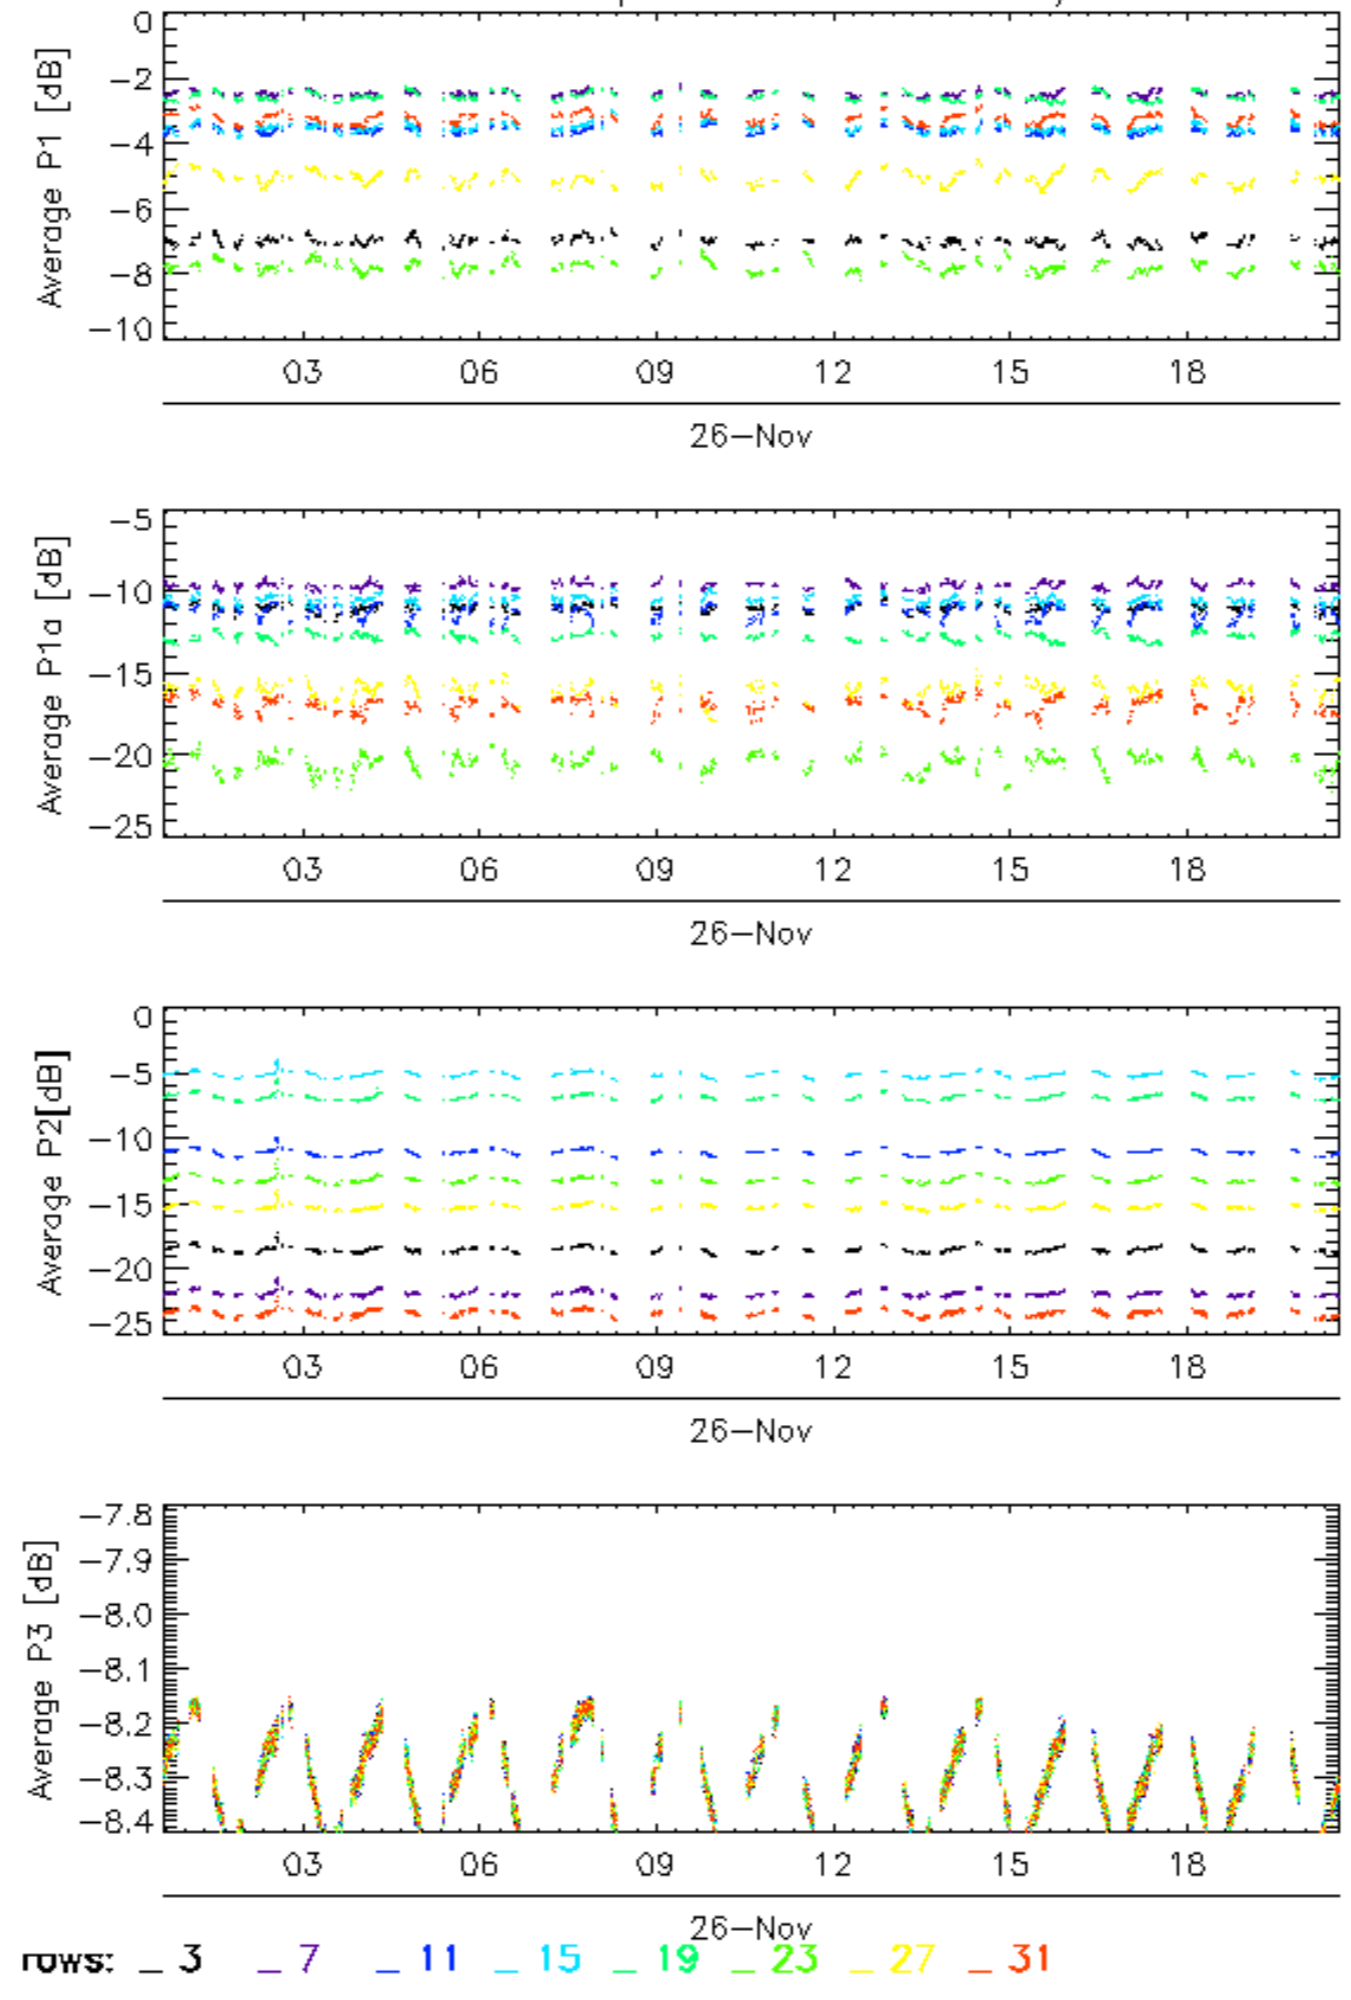 0
−2
−4
−6
−8
−10
Average P1 [dB]
03 06 09 12 15 18
26−Nov
−5
−10
−15
−20
−25
Average P1a [dB]
03 06 09 12 15 18
26−Nov
0
−5
−10
−15
−20
−25
Average P2[dB]
03 06 09 12 15 18
26−Nov
−7.8
−7.9
−8.0
−8.1
−8.2
−8.3
−8.4
Average P3 [dB]
03 06 09 12 15 18
26−Nov
rows: _ 3 _ 7 _ 11 _ 15 _ 19 _ 23 _ 27 _ 31